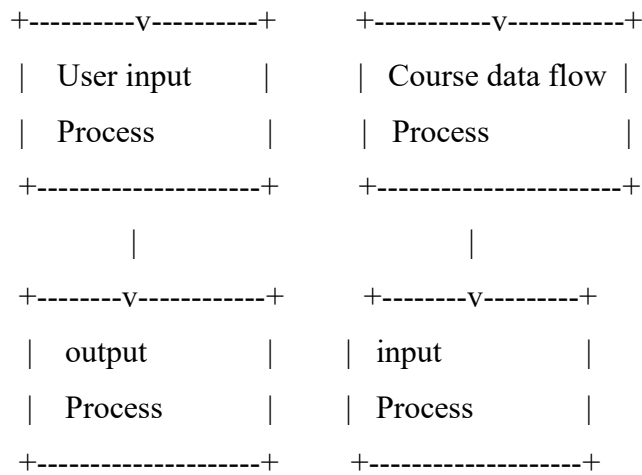 +----------v-----------+ +----------v-----------+
| User input | | Course data flow |
| Process | | Process |
+---------------------+ +----------------------+
| |
+--------v------------+ +--------v---------+
| output | | input |
| Process | | Process |
+--------------------+ +-------------------+